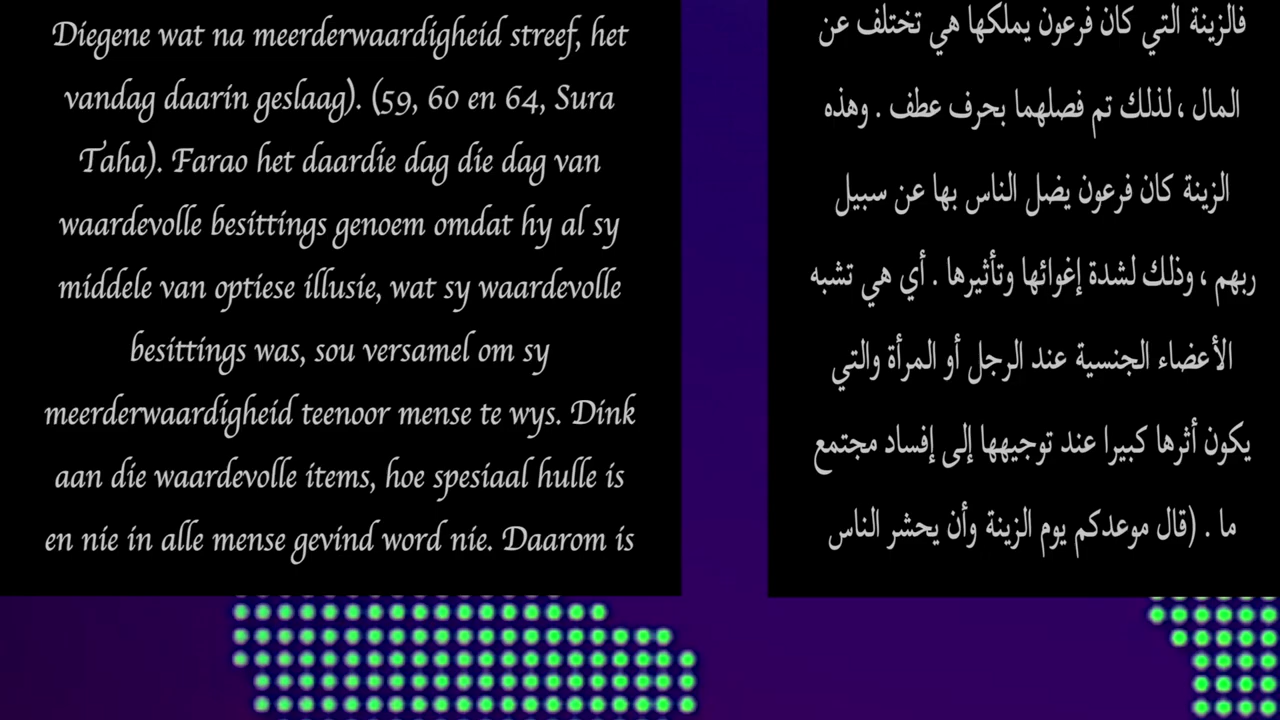 Diegene wat na meerderwaardigheid streef, het
vandag daarin geslaag). (59, 60 en 64, Sura
Taha). Farao het daardie dag die dag van
waardevolle besittings genoem omdat hy al sy
middele van optiese illusie, wat sy waardevolle
besittings was, sou versamel om sy
meerderwaardigheid teenoor mense te wys. Dink
aan die waardevolle items, hoe spesiaal hulle is
en nie in alle mense gevind word nie. Daarom is
فالزينة التي كان فرعون يملكها هي تختلف عن
المال ، لذلك تم فصلهما بحرف عطف . وهذه
الزينة كان فرعون يضل الناس بها عن سبيل
ربهم ، وذلك لشدة إغوائها وتأثيرها . أي هي تشبه
الأعضاء الجنسية عند الرجل أو المرأة والتي
يكون أثرها كبيرا عند توجيهها إلى إفساد مجتمع
ما . (قال موعدكم يوم الزينة وأن يحشر الناس